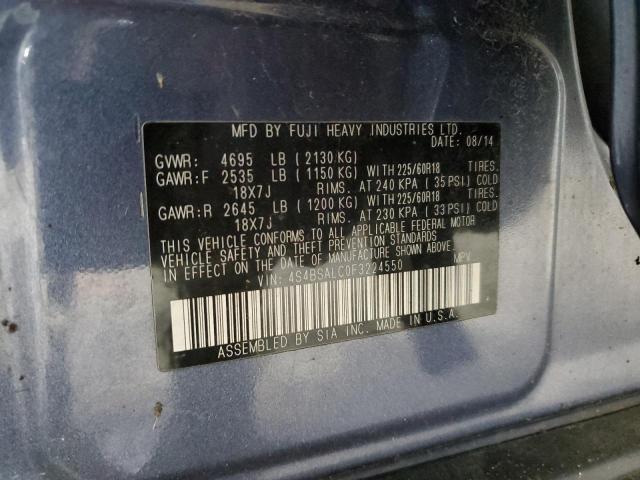 MFD BY FUJI HEAVY INDUSTRIES LTD.
DATE: 08/14
GVWR: 4695 LB ( 2130 KG)
GAWR:F 2535 LB ( 1150 KG) WITH 225/60R18 TIRES.
18X7J RIMS. AT 240 KPA ( 35 PSI) COLD
GAWR:R 2645 LB ( 1200 KG) WITH 225/60R18 TIRES.
18X7J RIMS. AT 230 KPA ( 33 PSI) COLD
THIS VEHICLE CONFORMS TO ALL APPLICABLE FEDERAL MOTOR
VEHICLE SAFETY AND THEFT PREVENTION STANDARDS
IN EFFECT ON THE DATE OF MANUFACTURE SHOWN ABOVE.
VIN: 4S4BSALC0F3224550 MPV
ASSEMBLED BY SIA INC. MADE IN U.S.A.